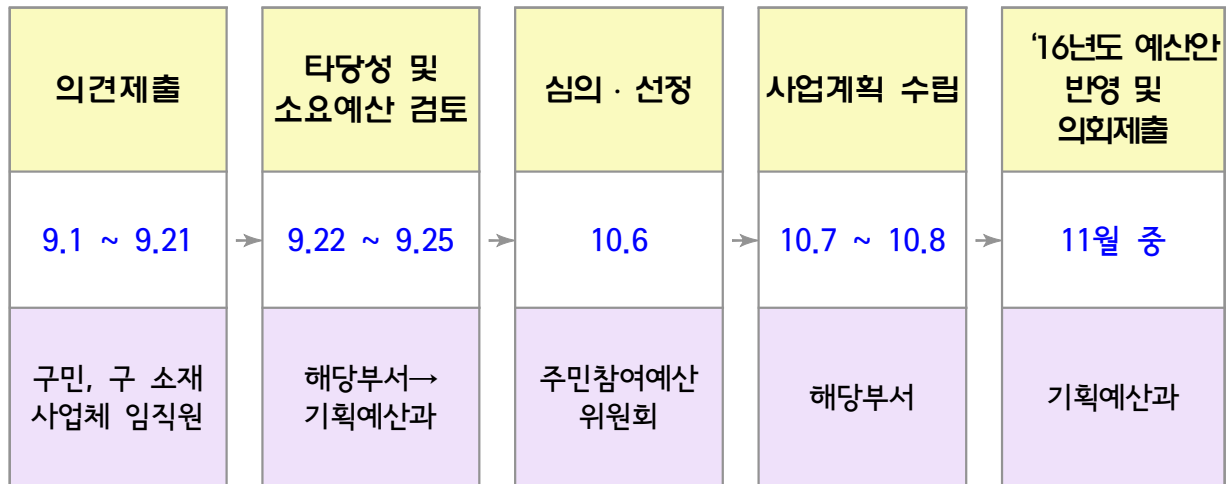 의견제출
타당성 및
소요예산 검토
심의 · 선정
사업계획 수립
‘16년도 예산안
반영 및
의회제출
9.1 ~ 9.21
9.22 ~ 9.25
10.6
10.7 ~ 10.8
11월 중
구민, 구 소재
사업체 임직원
해당부서→
기획예산과
주민참여예산
위원회
해당부서
기획예산과